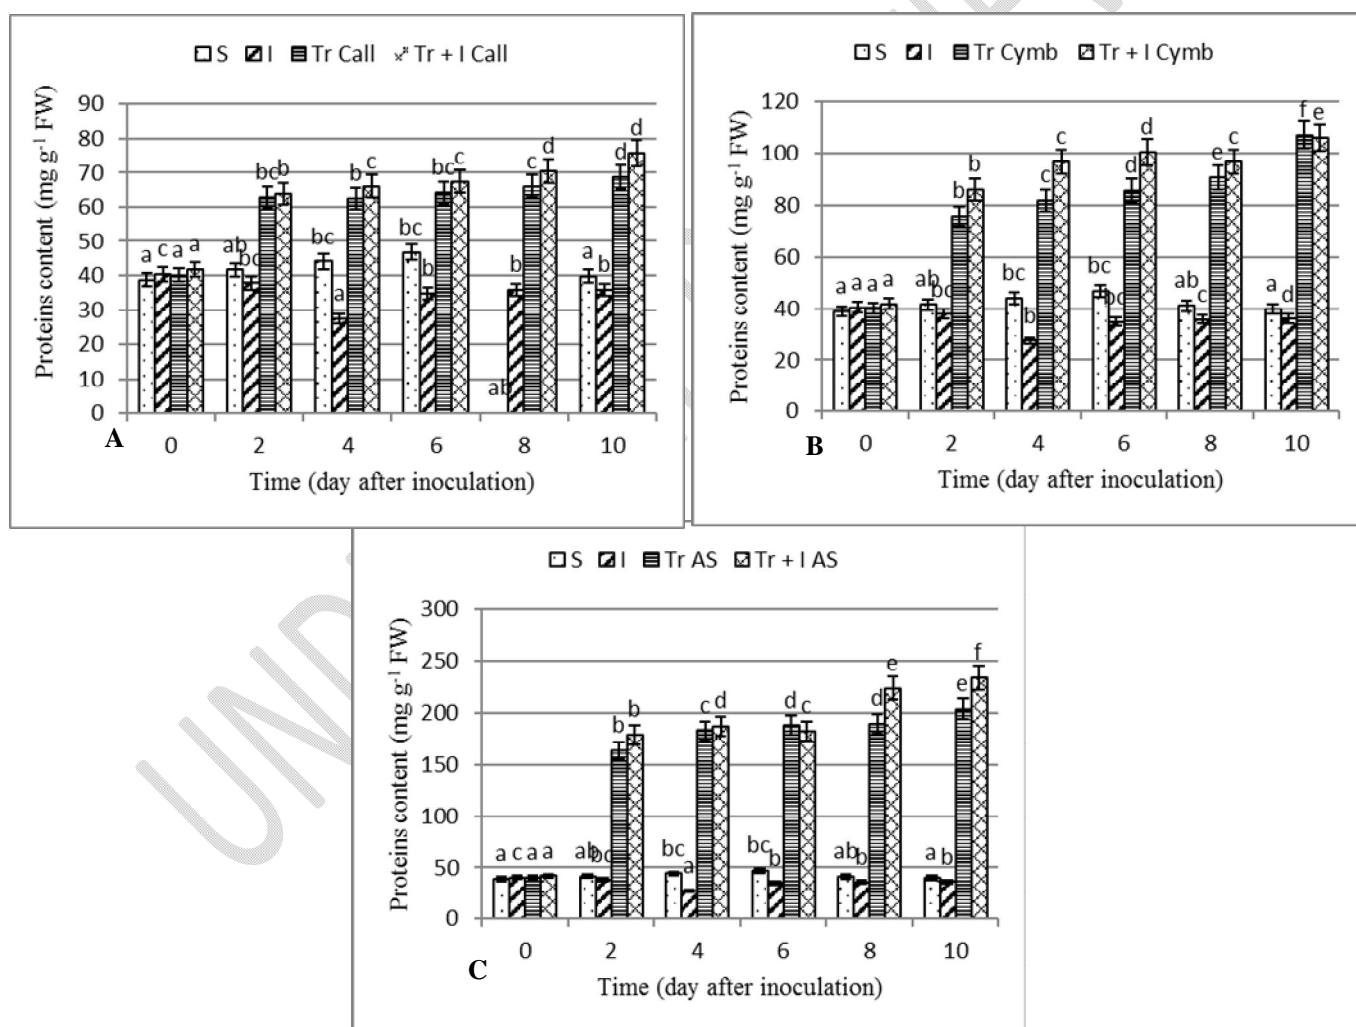 S I Tr Call Tr + I Call
Proteins content (mg g-1 FW)
90
80
70
60
50
40
30
20
10
0
a c a a ab bc bc b bc a b c bc b bc c ab b c d a b d d
0 2 4 6 8 10
A
Time (day after inoculation)
S I Tr Cymb Tr + I Cymb
Proteins content (mg g-1 FW)
120
100
80
60
40
20
0
a a a a ab bc b b bc b c c bc bc d d ab c e c a d f e
0 2 4 6 8 10
B
Time (day after inoculation)
S I Tr AS Tr + I AS
Proteins content (mg g-1 FW)
300
250
200
150
100
50
0
a c a a ab bc b b bc a c d bc b d c ab b d e a b e f
0 2 4 6 8 10
C
Time (day after inoculation)